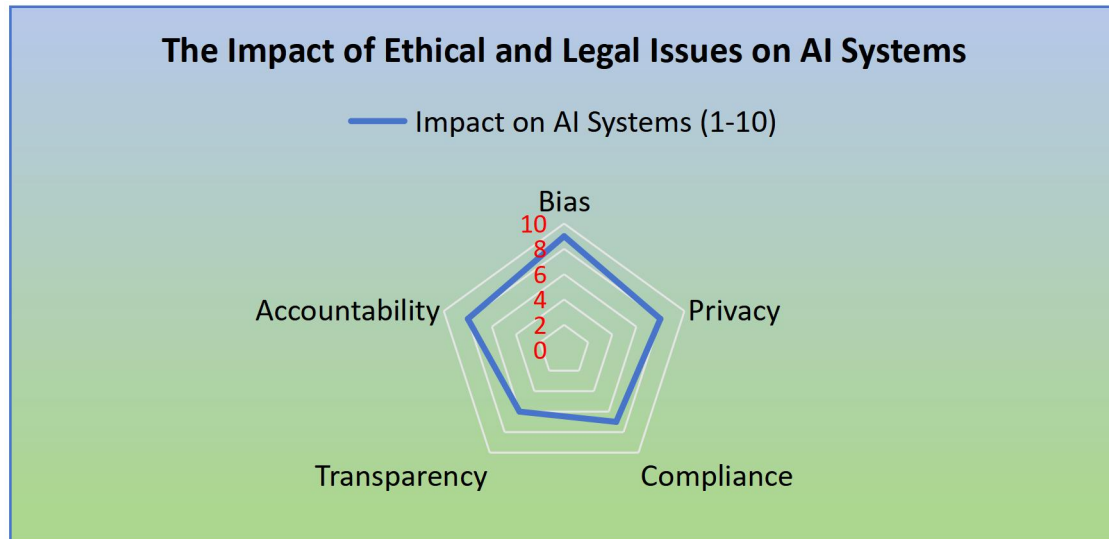 The Impact of Ethical and Legal Issues on AI Systems
Impact on AI Systems (1-10)
Bias
10
8
6
4
2
0
Accountability
Privacy
Transparency
Compliance